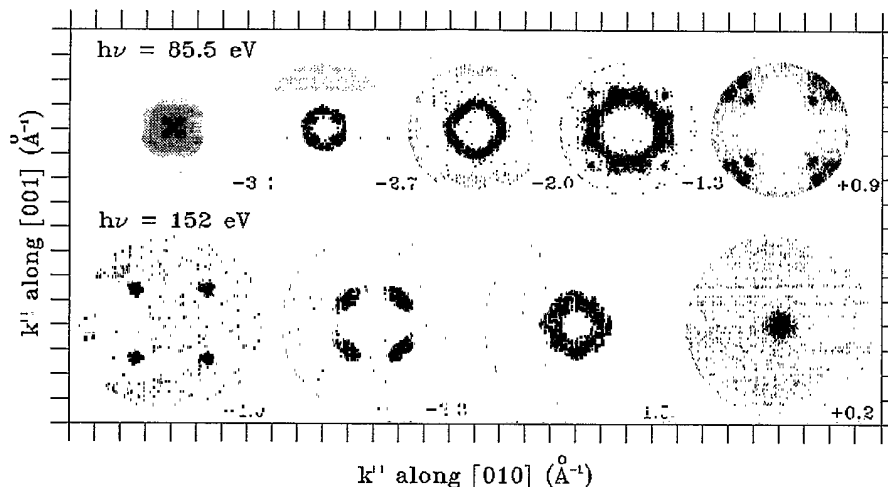 hν = 85.5 eV
-2.7
-2.0
-1.3
+0.9
hν = 152 eV
+0.2
k'' along [001] (Å⁻¹)
k'' along [010] (Å⁻¹)